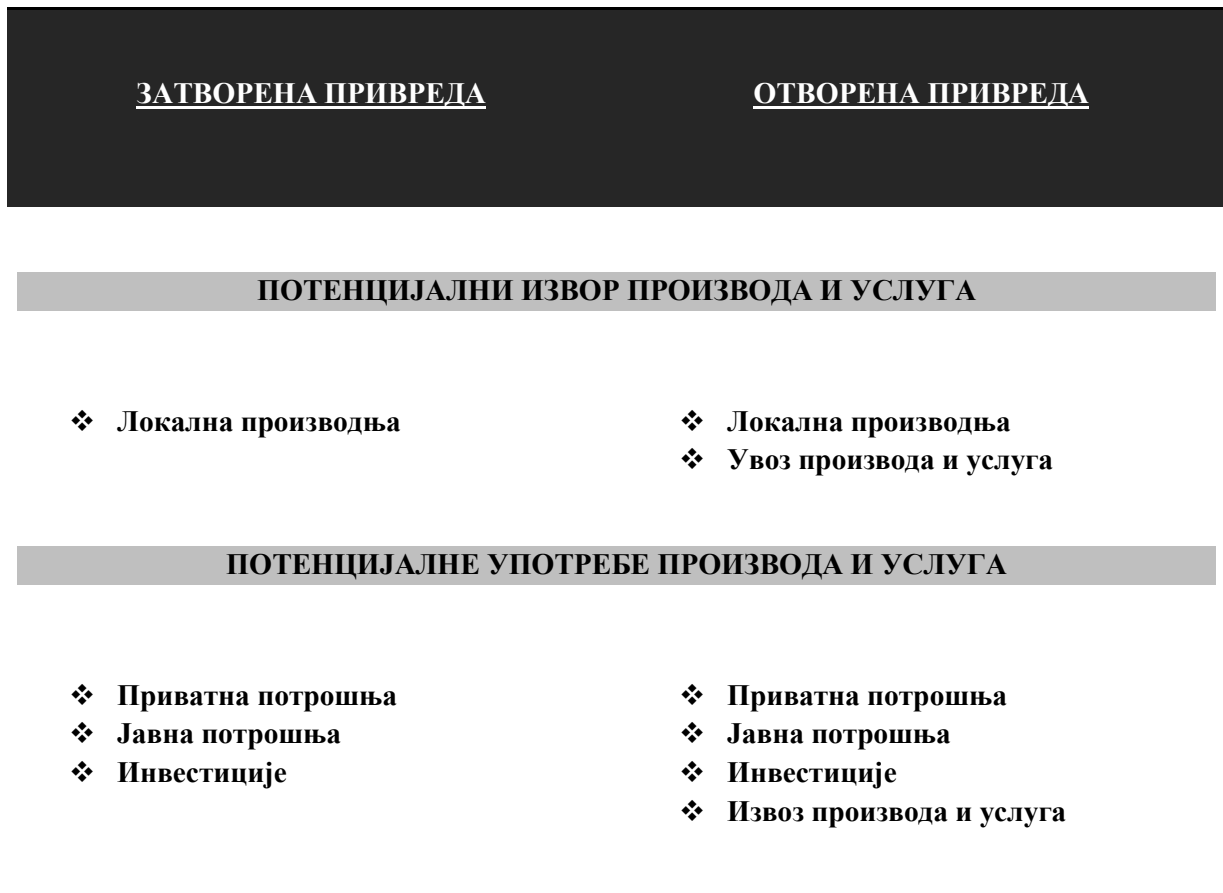 ЗАТВОРЕНА ПРИВРЕДА
ОТВОРЕНА ПРИВРЕДА
ПОТЕНЦИЈАЛНИ ИЗВОР ПРОИЗВОДА И УСЛУГА
❖ Локална производња
❖ Локална производња
❖ Увоз производа и услуга
ПОТЕНЦИЈАЛНЕ УПОТРЕБЕ ПРОИЗВОДА И УСЛУГА
❖ Приватна потрошња
❖ Јавна потрошња
❖ Инвестиције
❖ Приватна потрошња
❖ Јавна потрошња
❖ Инвестиције
❖ Извоз производа и услуга